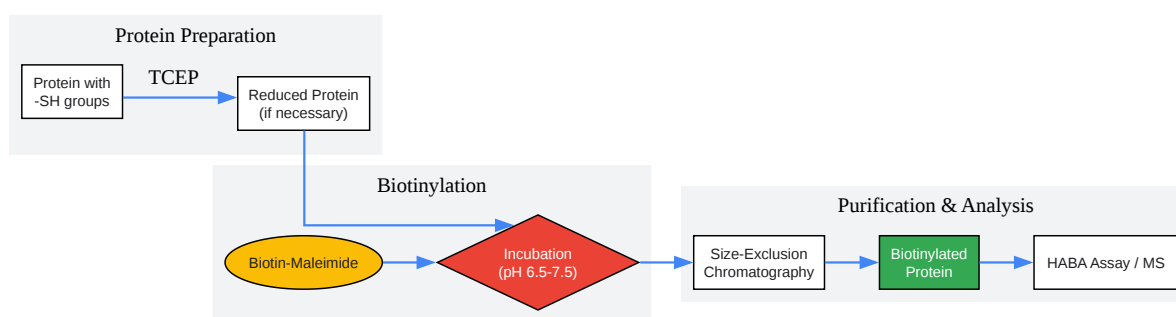 Protein Preparation
Protein with
-SH groups
TCEP
Reduced Protein
(if necessary)
Biotinylation
Biotin-Maleimide
Incubation
(pH 6.5-7.5)
Purification & Analysis
Size-Exclusion
Chromatography
Biotinylated
Protein
HABA Assay / MS